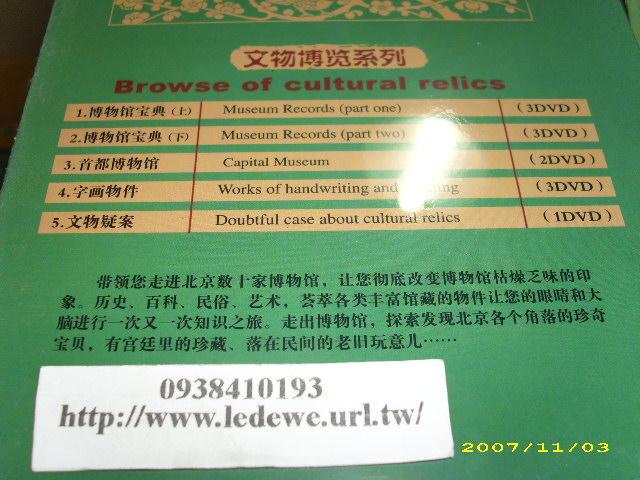 文物博览系列
Browse of cultural relics
1.博物馆宝典(上) Museum Records (part one) (3DVD)
2.博物馆宝典(下) Museum Records (part two) (3DVD)
3.首都博物馆 Capital Museum (2DVD)
4.字画物件 Works of handwriting and (3DVD)
5.文物疑案 Doubtful case about cultural relics (1DVD)
带领您走进北京数十家博物馆，让您彻底改变博物馆枯燥乏味的印
象。历史、百科、民俗、艺术，荟萃各类丰富馆藏的物件让您的眼睛和大
脑进行一次又一次知识之旅。走出博物馆，探索发现北京各个角落的珍奇
宝贝，有宫廷里的珍藏、落在民间的老旧玩意儿……
0938410193
http://www.ledewe.url.tw/
2007/11/03